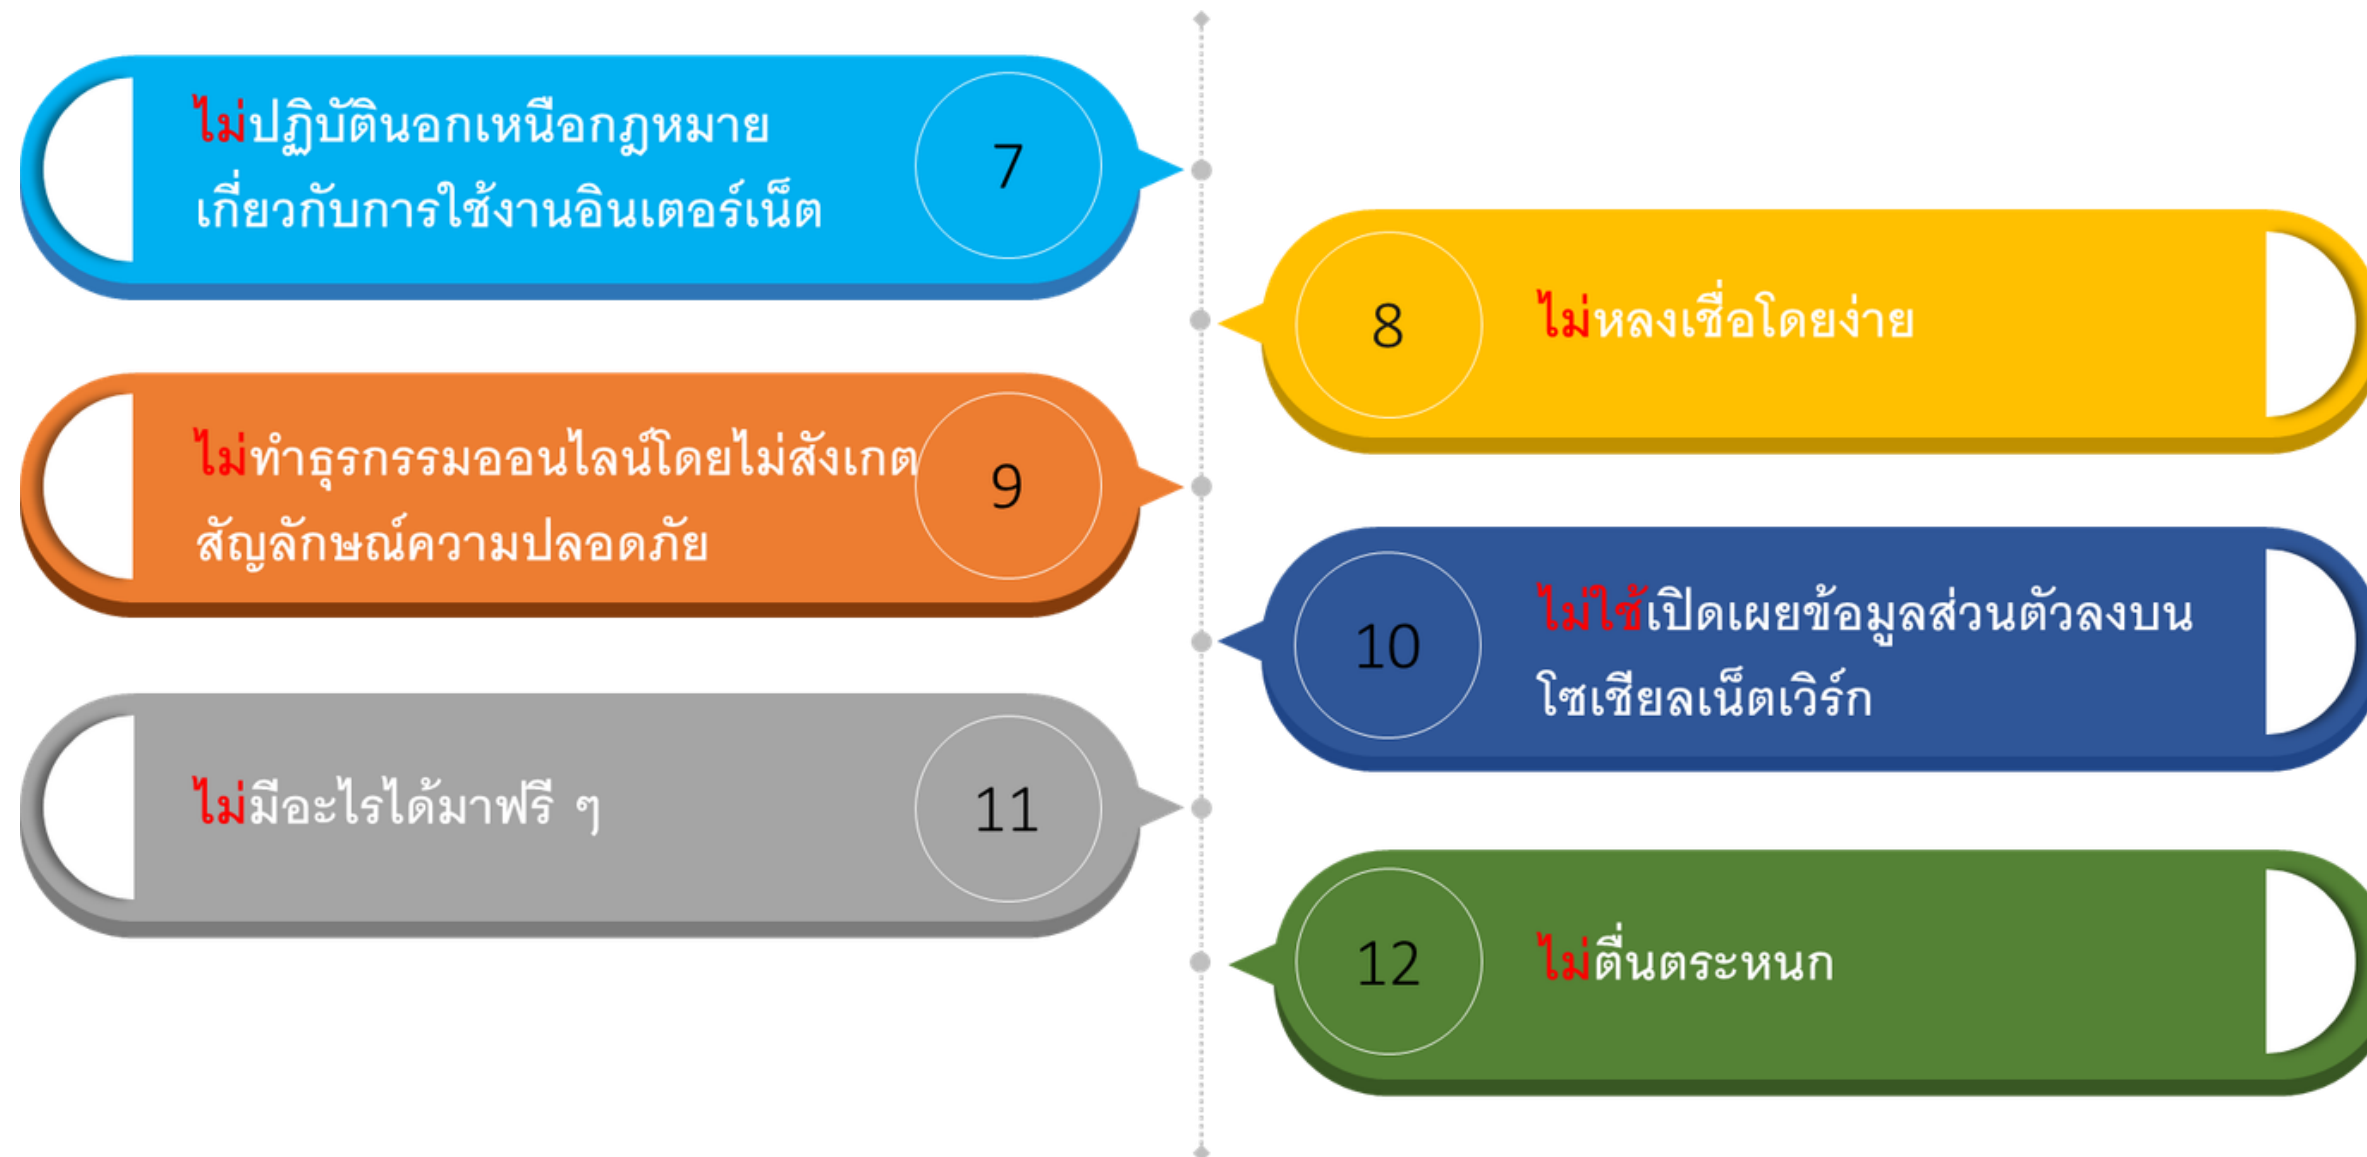 ไม่ปฏิบัตินอกเหนือกฎหมาย
เกี่ยวกับการใช้งานอินเตอร์เน็ต
7
8
ไม่หลงเชื่อโดยง่าย
ไม่ทำธุรกรรมออนไลน์โดยไม่สังเกต
สัญลักษณ์ความปลอดภัย
9
10
ไม่ใช้เปิดเผยข้อมูลส่วนตัวลงบน
โซเชียลเน็ตเวิร์ก
ไม่มีอะไรได้มาฟรี ๆ
11
12
ไม่ตื่นตระหนก